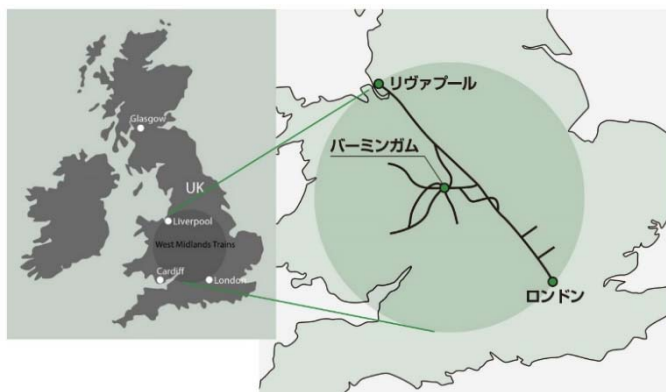 Glasgow
UK
Liverpool
West Midlands Trains
Cardiff
London
リヴァプール
バーミンガム
ロンドン